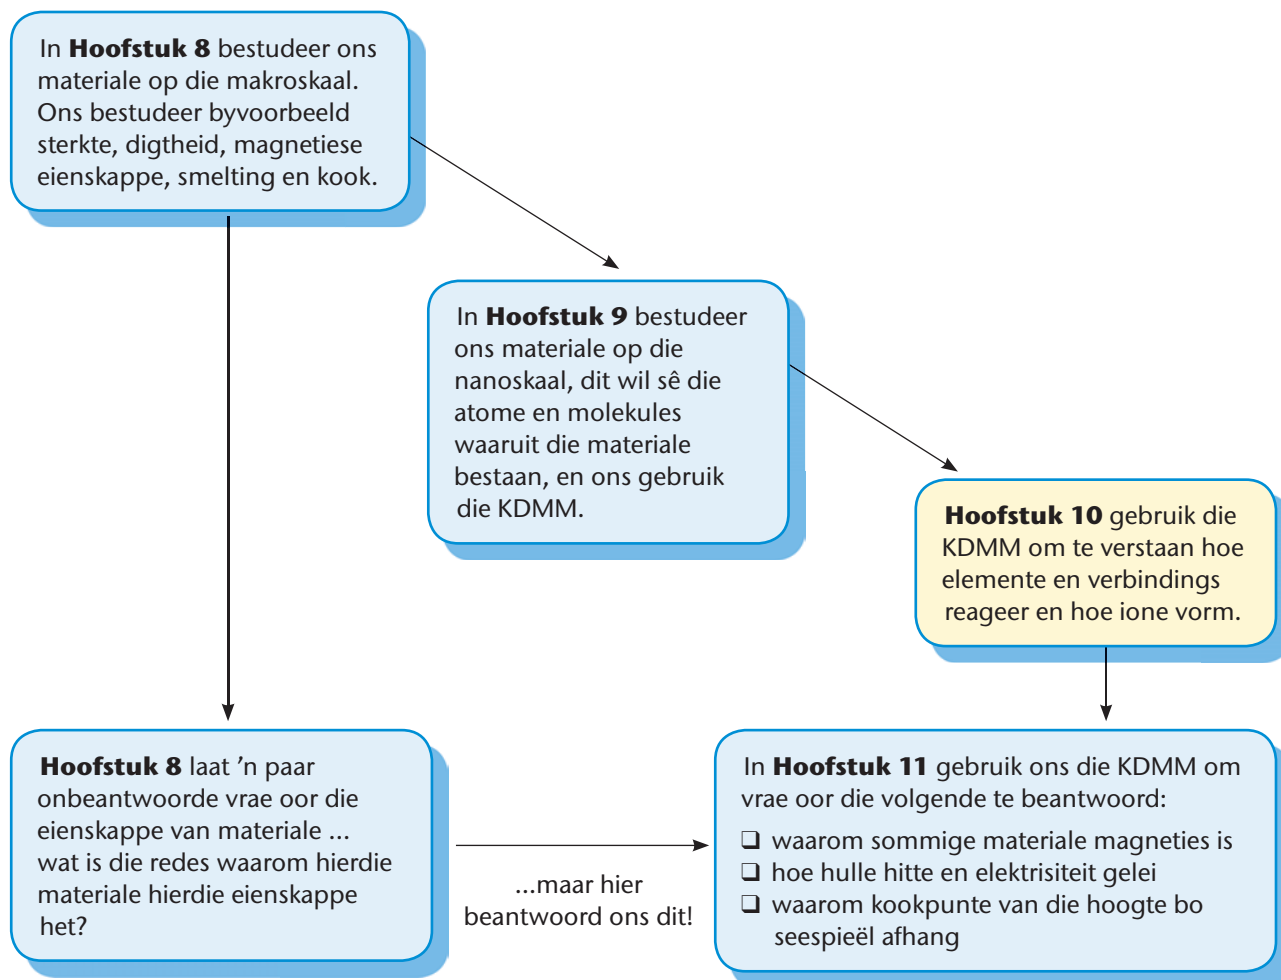 In Hoofstuk 8 bestudeer ons
materiale op die makroskaal.
Ons bestudeer byvoorbeeld
sterkte, digtheid, magnetiese
eienskappe, smelting en kook.
In Hoofstuk 9 bestudeer
ons materiale op die
nanoskaal, dit wil sê die
atome en molekules
waaruit die materiale
bestaan, en ons gebruik
die KDMM.
Hoofstuk 10 gebruik die
KDMM om te verstaan hoe
elemente en verbindings
reageer en hoe ione vorm.
Hoofstuk 8 laat ’n paar
onbeantwoorde vrae oor die
eienskappe van materiale ...
wat is die redes waarom hierdie
materiale hierdie eienskappe
het?
...maar hier
beantwoord ons dit!
In Hoofstuk 11 gebruik ons die KDMM om
vrae oor die volgende te beantwoord:
❑ waarom sommige materiale magneties is
❑ hoe hulle hitte en elektrisiteit gelei
❑ waarom kookpunte van die hoogte bo
seespieël afhang